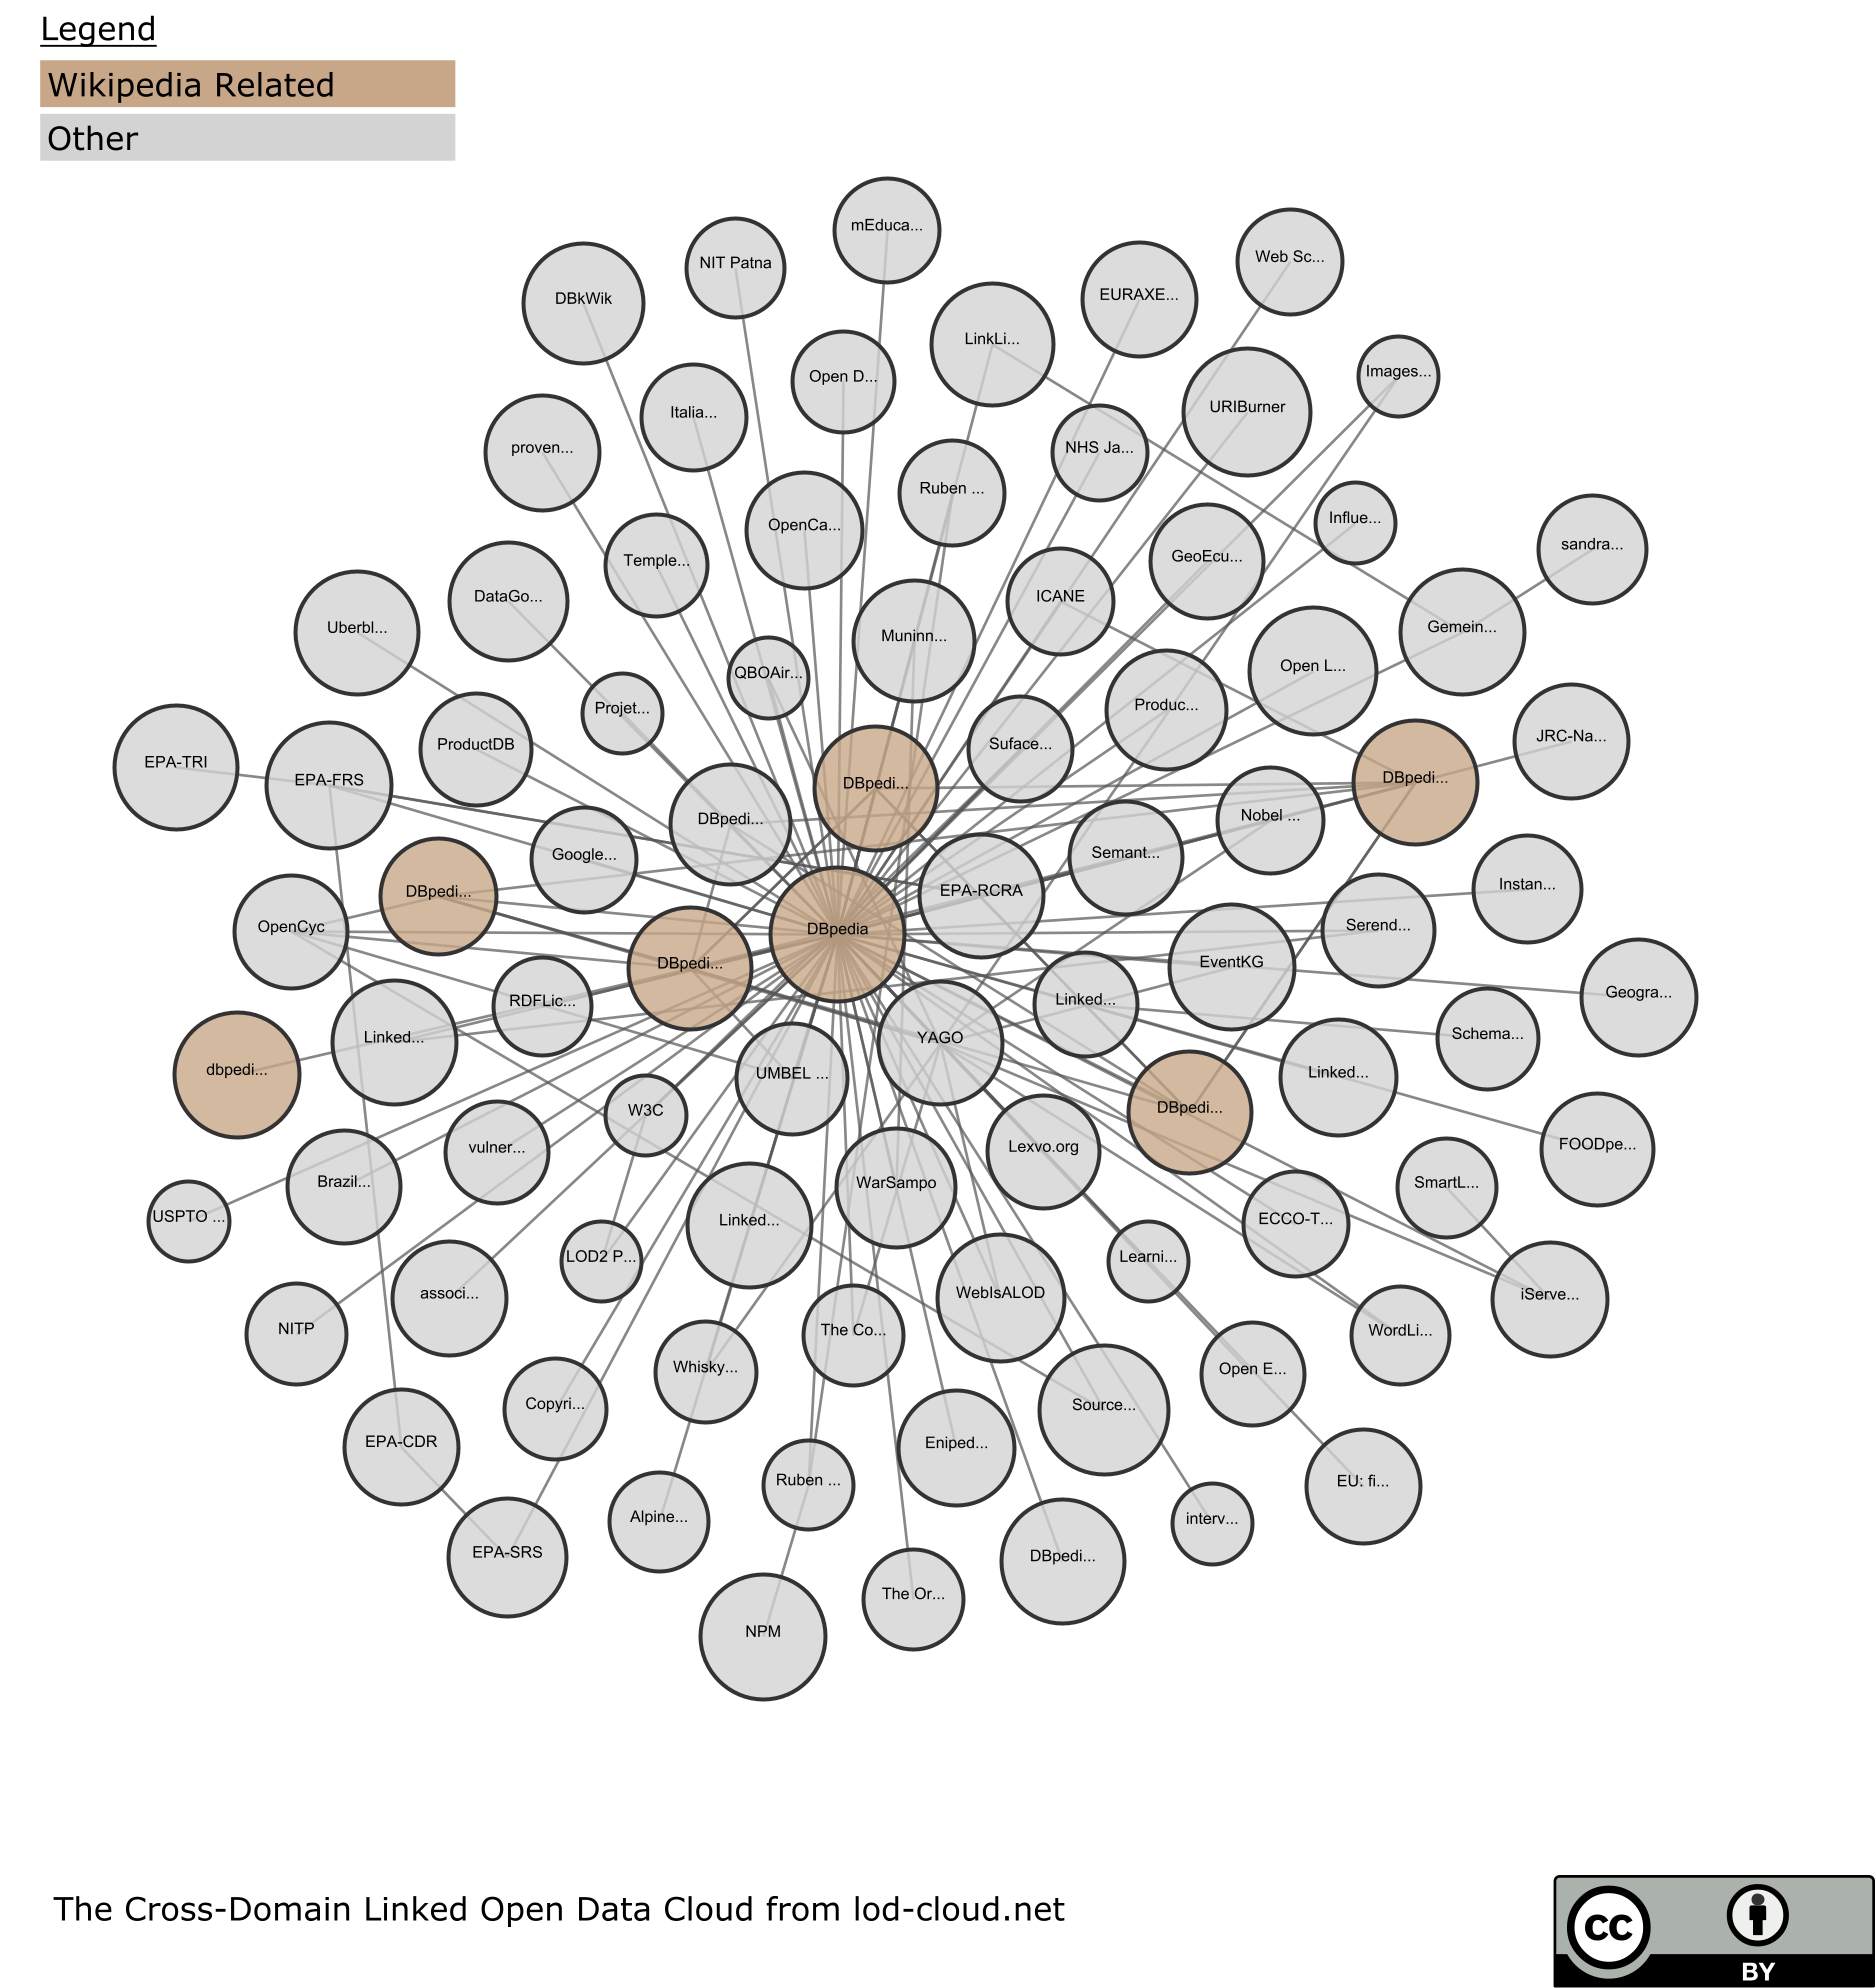 Legend
Wikipedia Related
Other
mEduca...
NIT Patna
Web Sc...
DBkWik
EURAXE...
LinkLi...
Open D...
Images...
Italia...
URIBurner
proven...
NHS Ja...
Ruben ...
OpenCa...
Influe...
sandra...
Temple...
GeoEcu...
DataGo...
ICANE
Uberbl...
Muninn...
Gemein...
Open L...
QBOAir...
Projet...
Produc...
ProductDB
Suface...
JRC-Na...
EPA-TRI
EPA-FRS
DBpedi...
DBpedi...
DBpedi...
Nobel ...
Google...
Semant...
DBpedi...
EPA-RCRA
Instan...
OpenCyc
DBpedia
Serend...
DBpedi...
EventKG
Geogra...
RDFLic...
Linked...
Linked...
YAGO
Schema...
dbpedi...
UMBEL ...
Linked...
W3C
DBpedi...
vulner...
Lexvo.org
FOODpe...
Brazil...
WarSampo
SmartL...
USPTO ...
Linked...
ECCO-T...
LOD2 P...
Learni...
associ...
WebIsALOD
iServe...
NITP
The Co...
WordLi...
Whisky...
Open E...
Copyri...
Source...
EPA-CDR
Eniped...
Ruben ...
EU: fi...
Alpine...
interv...
EPA-SRS
DBpedi...
The Or...
NPM
The Cross-Domain Linked Open Data Cloud from lod-cloud.net
cc
BY